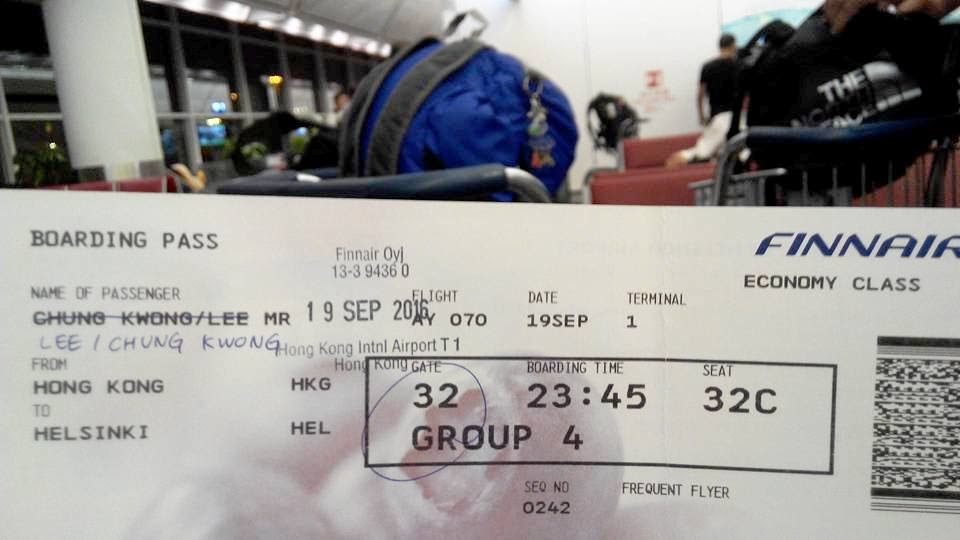 THE
NORTH
FACE
BOARDING PASS
Finnair Oyj
13-3 9436 0
FINNAIR
ECONOMY CLASS
NAME OF PASSENGER
CHUNG KWONG/LEE MR
19 SEP 2016
LEE / CHUNG KWONG
Hong Kong Intnl Airport T 1
Hong Kong
FLIGHT DATE TERMINAL
AY 070 19SEP 1
FROM
HONG KONG HKG
TO
HELSINKI HEL
GATE BOARDING TIME SEAT
32 23:45 32C
GROUP 4
SEQ NO FREQUENT FLYER
0242